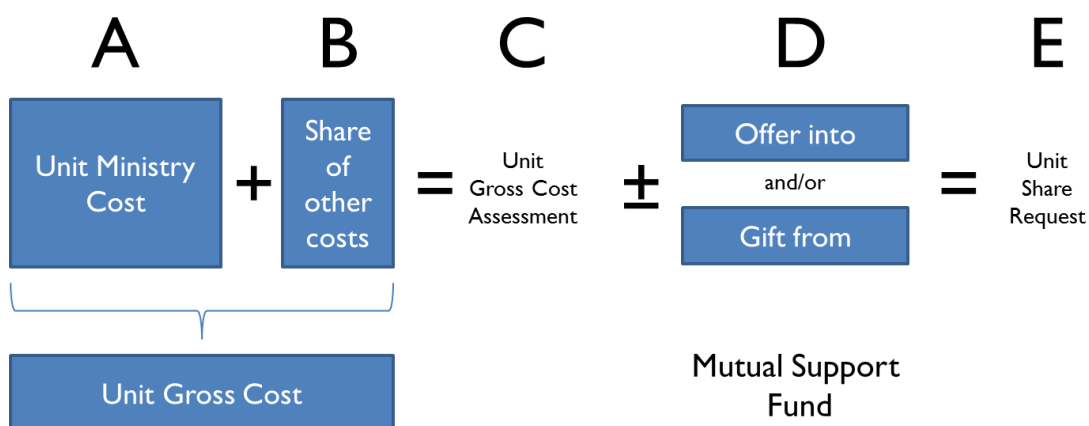 A B C D E
Unit Ministry
Cost
+
Share
of
other
costs
=
Unit
Gross Cost
Assessment
±
Offer into
and/or
Gift from
=
Unit
Share
Request
Unit Gross Cost
Mutual Support
Fund